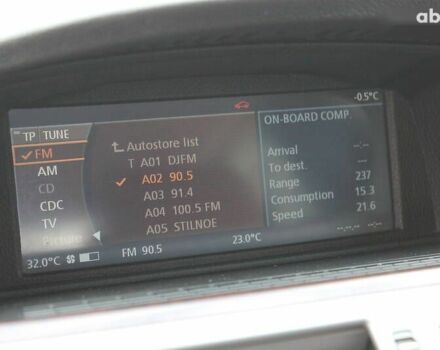 ab
-0.5°C
TP TUNE
FM
AM
CD
CDC
TV
Picture
Autostore list
T A01 DJFM
A02 90.5
A03 91.4
A04 100.5 FM
A05 STILNOE
ON-BOARD COMP
Arrival --:--
To dest. ---
Range 237
Consumption 15.3
Speed 21.6
--.--.-- --:--
32.0°C
FM 90.5
23.0°C